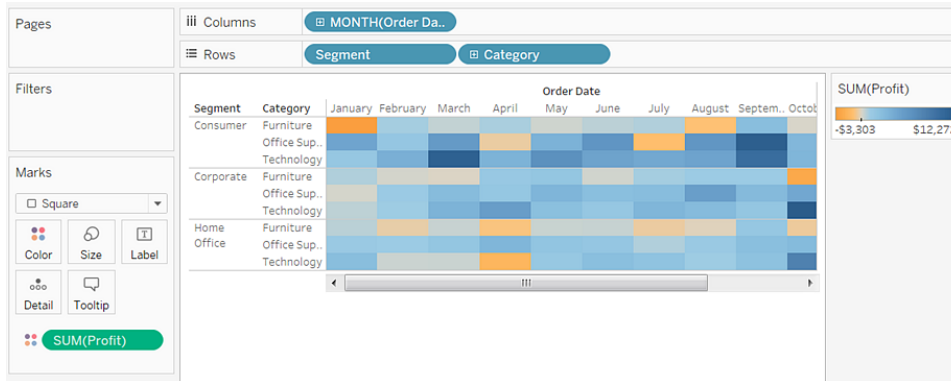 Pages
Columns
MONTH(Order Da..
Rows
Segment
Category
Filters
Order Date
Segment Category January February March April May June July August Septem.. Octob
Consumer Furniture
Office Sup..
Technology
Corporate Furniture
Office Sup..
Technology
Home Office Furniture
Office Sup..
Technology
SUM(Profit)
-$3,303 $12,27
Marks
Square
Color Size Label
Detail Tooltip
SUM(Profit)